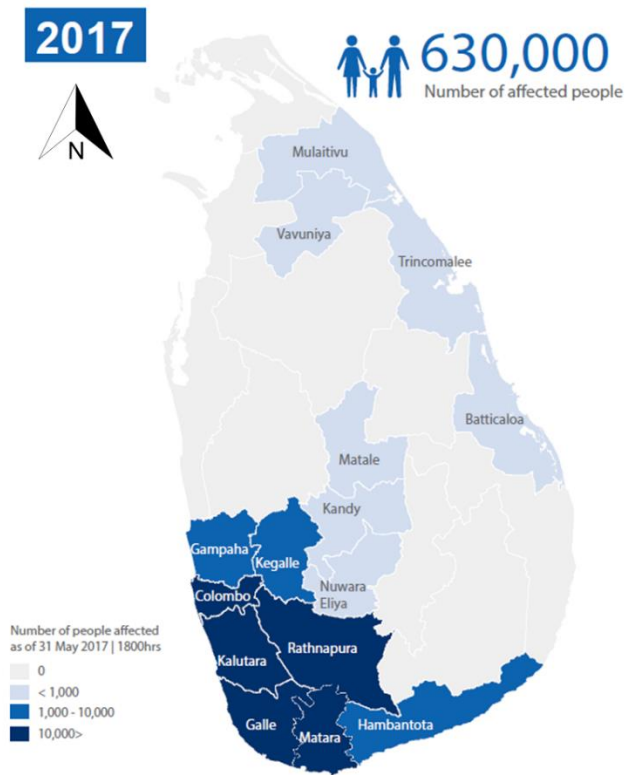 2017
630,000
Number of affected people
N
Mulaitivu
Vavuniya
Trincomalee
Batticaloa
Matale
Kandy
Gampaha
Kegalle
Nuwara
Eliya
Colombo
Rathnapura
Kalutara
Galle
Matara
Hambantota
Number of people affected
as of 31 May 2017 | 1800hrs
0
< 1,000
1,000 - 10,000
10,000>